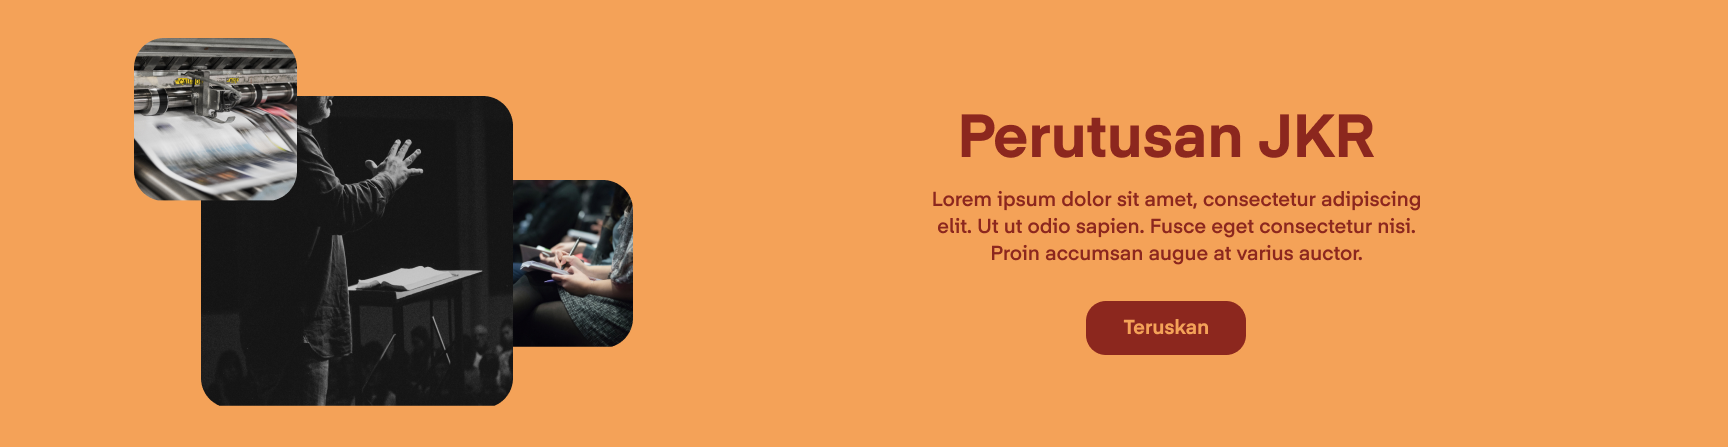 Perutusan JKR
Lorem ipsum dolor sit amet, consectetur adipiscing
elit. Ut ut odio sapien. Fusce eget consectetur nisi.
Proin accumsan augue at varius auctor.
Teruskan